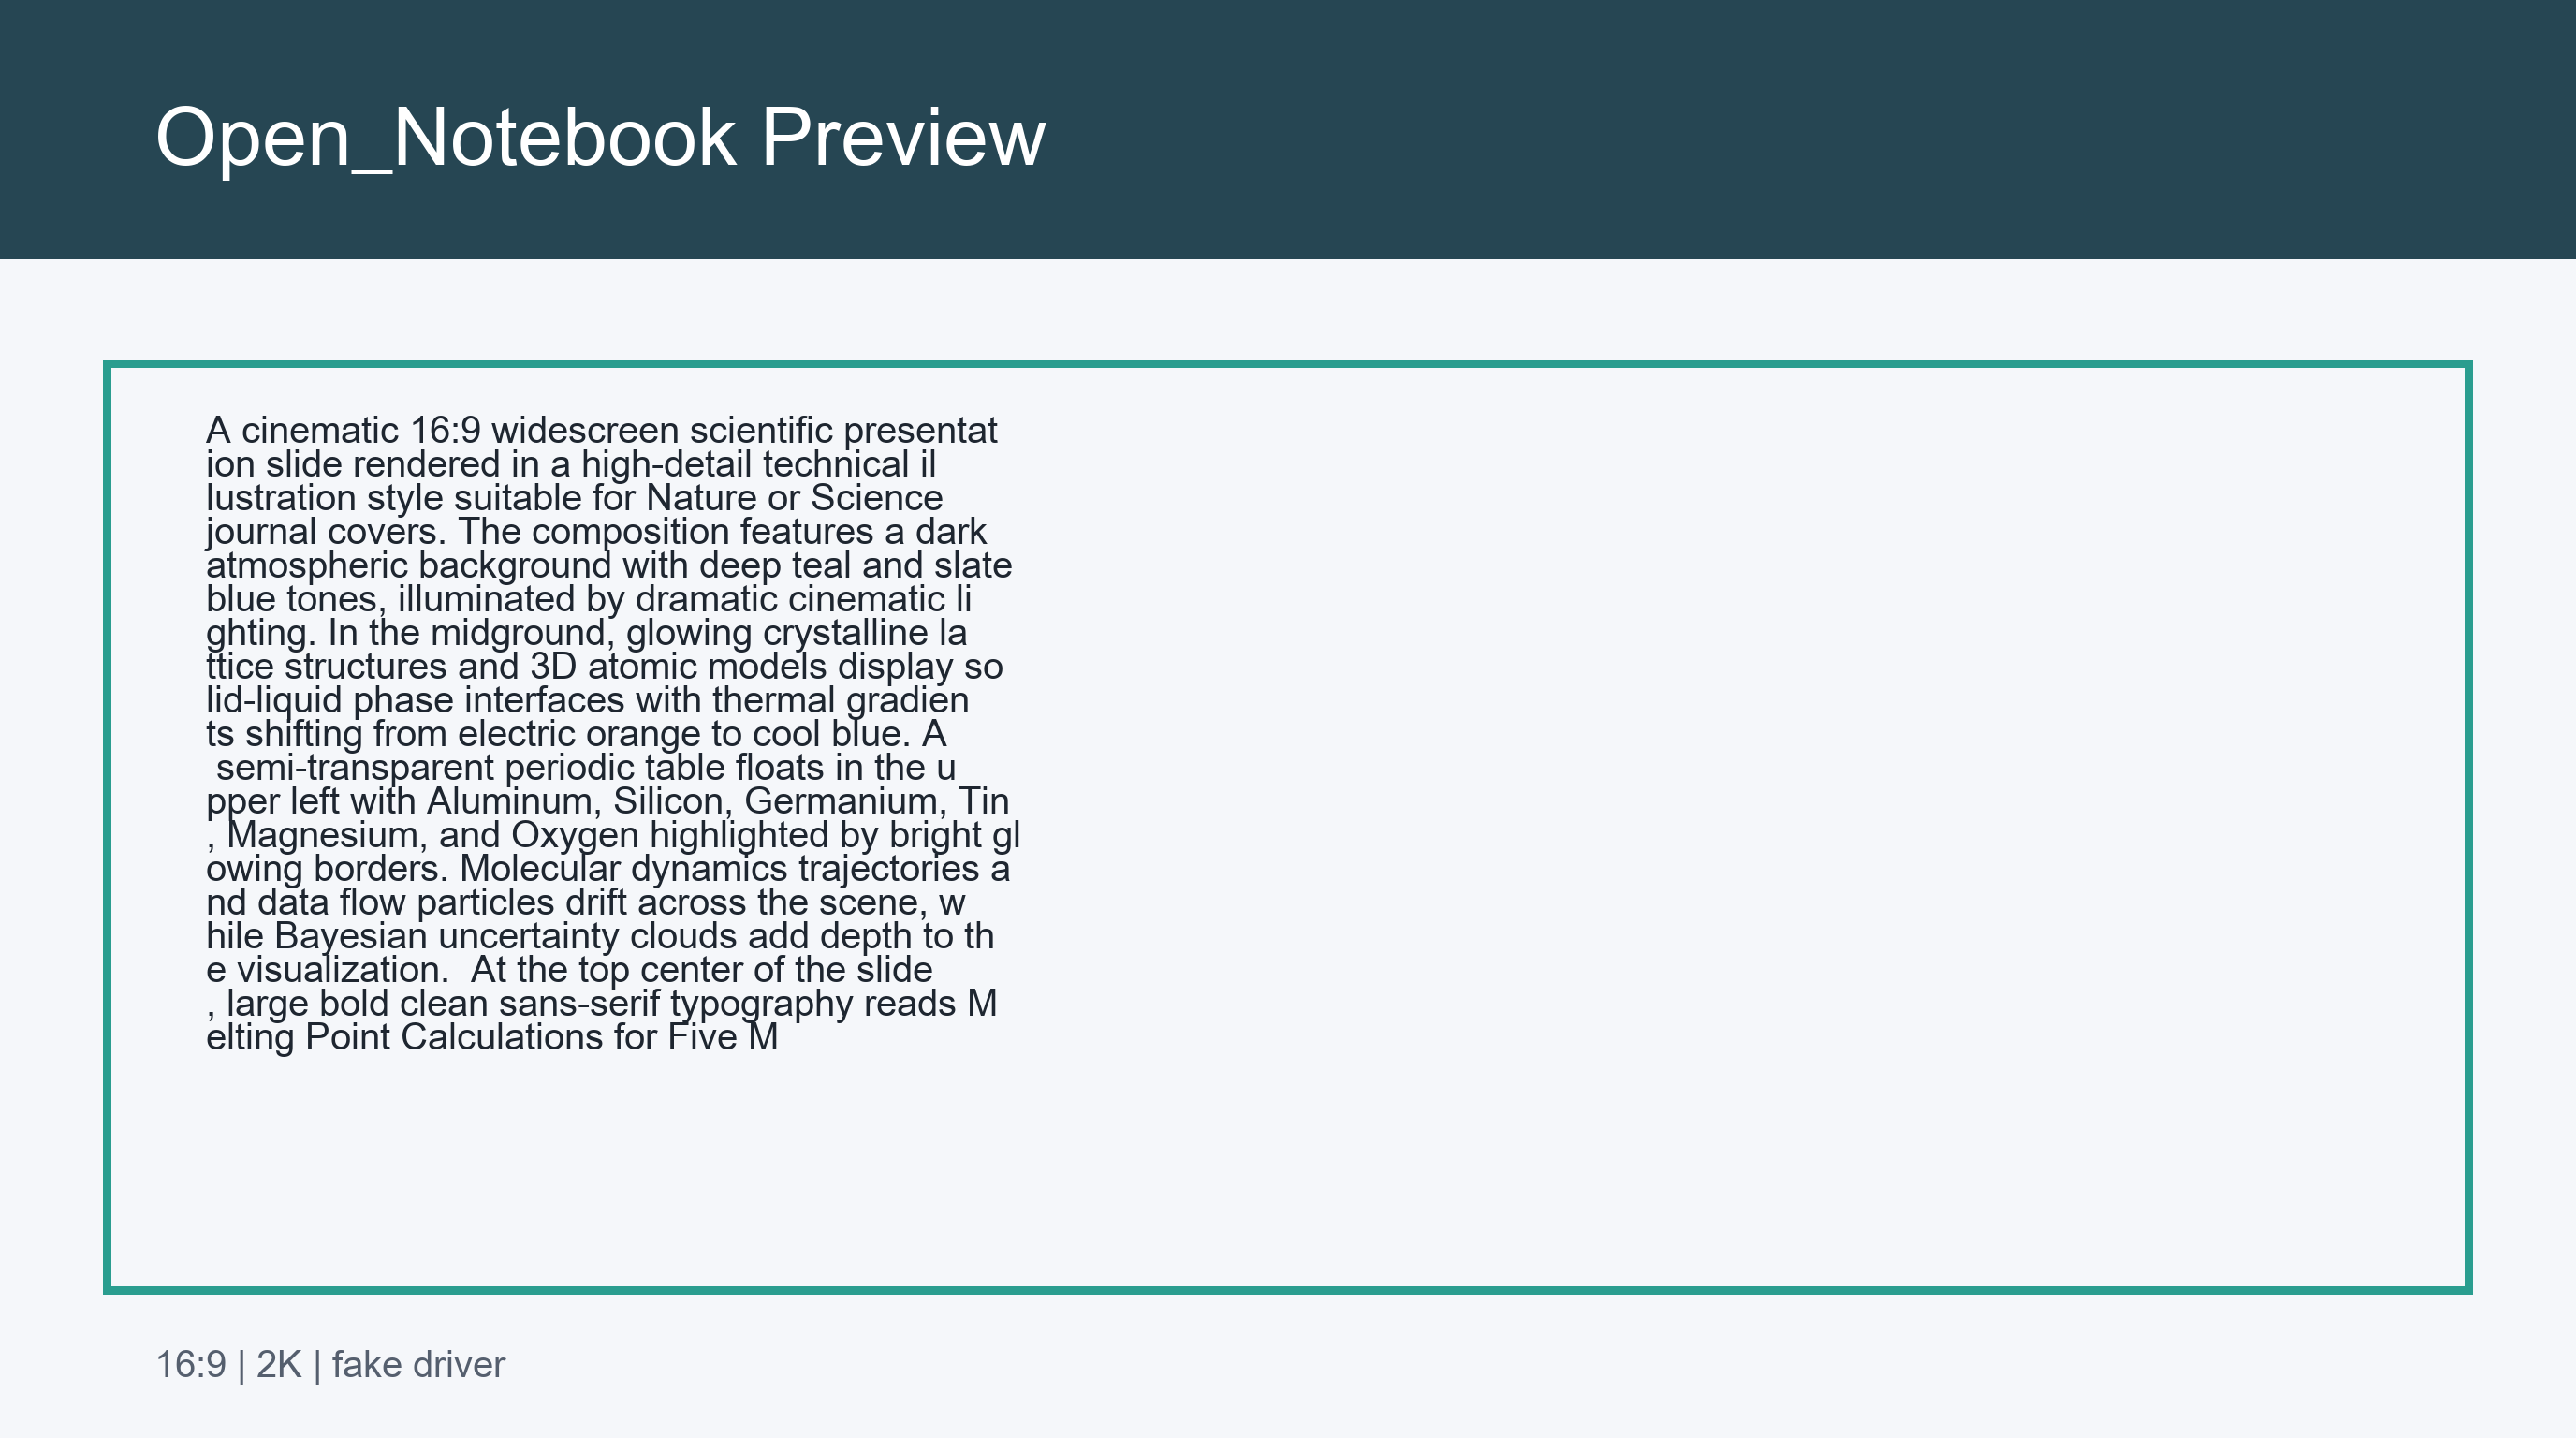 Open_Notebook Preview
A cinematic 16:9 widescreen scientific presentat
ion slide rendered in a high-detail technical il
lustration style suitable for Nature or Science
journal covers. The composition features a dark
atmospheric background with deep teal and slate
blue tones, illuminated by dramatic cinematic li
ghting. In the midground, glowing crystalline la
ttice structures and 3D atomic models display so
lid-liquid phase interfaces with thermal gradien
ts shifting from electric orange to cool blue. A
 semi-transparent periodic table floats in the u
pper left with Aluminum, Silicon, Germanium, Tin
, Magnesium, and Oxygen highlighted by bright gl
owing borders. Molecular dynamics trajectories a
nd data flow particles drift across the scene, w
hile Bayesian uncertainty clouds add depth to th
e visualization.  At the top center of the slide
, large bold clean sans-serif typography reads M
elting Point Calculations for Five M
16:9 | 2K | fake driver